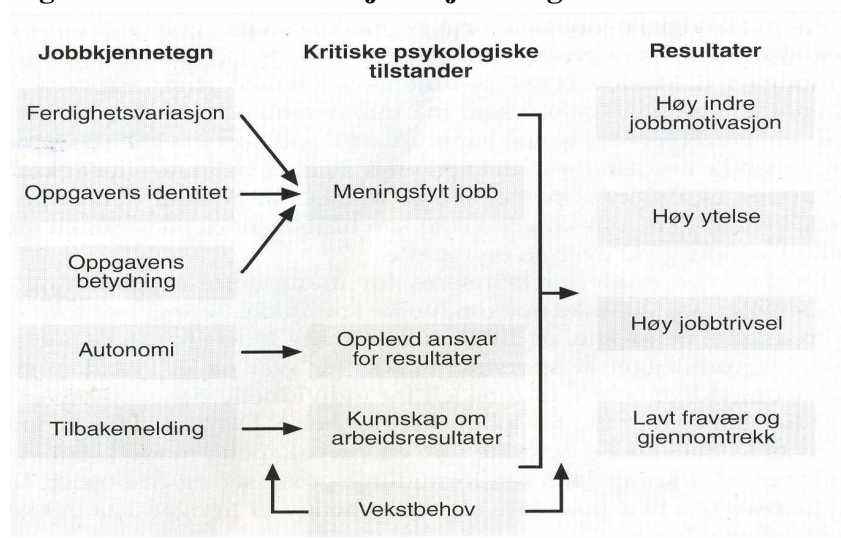 Jobbkjennetegn
Kritiske psykologiske
tilstander
Resultater
Ferdighetsvariasjon
Oppgavens identitet
Oppgavens
betydning
Autonomi
Tilbakemelding
Meningsfylt jobb
Opplevd ansvar
for resultater
Kunnskap om
arbeidsresultater
Vekstbehov
Høy indre
jobbmotivasjon
Høy ytelse
Høy jobbtrivsel
Lavt fravær og
gjennomtrekk